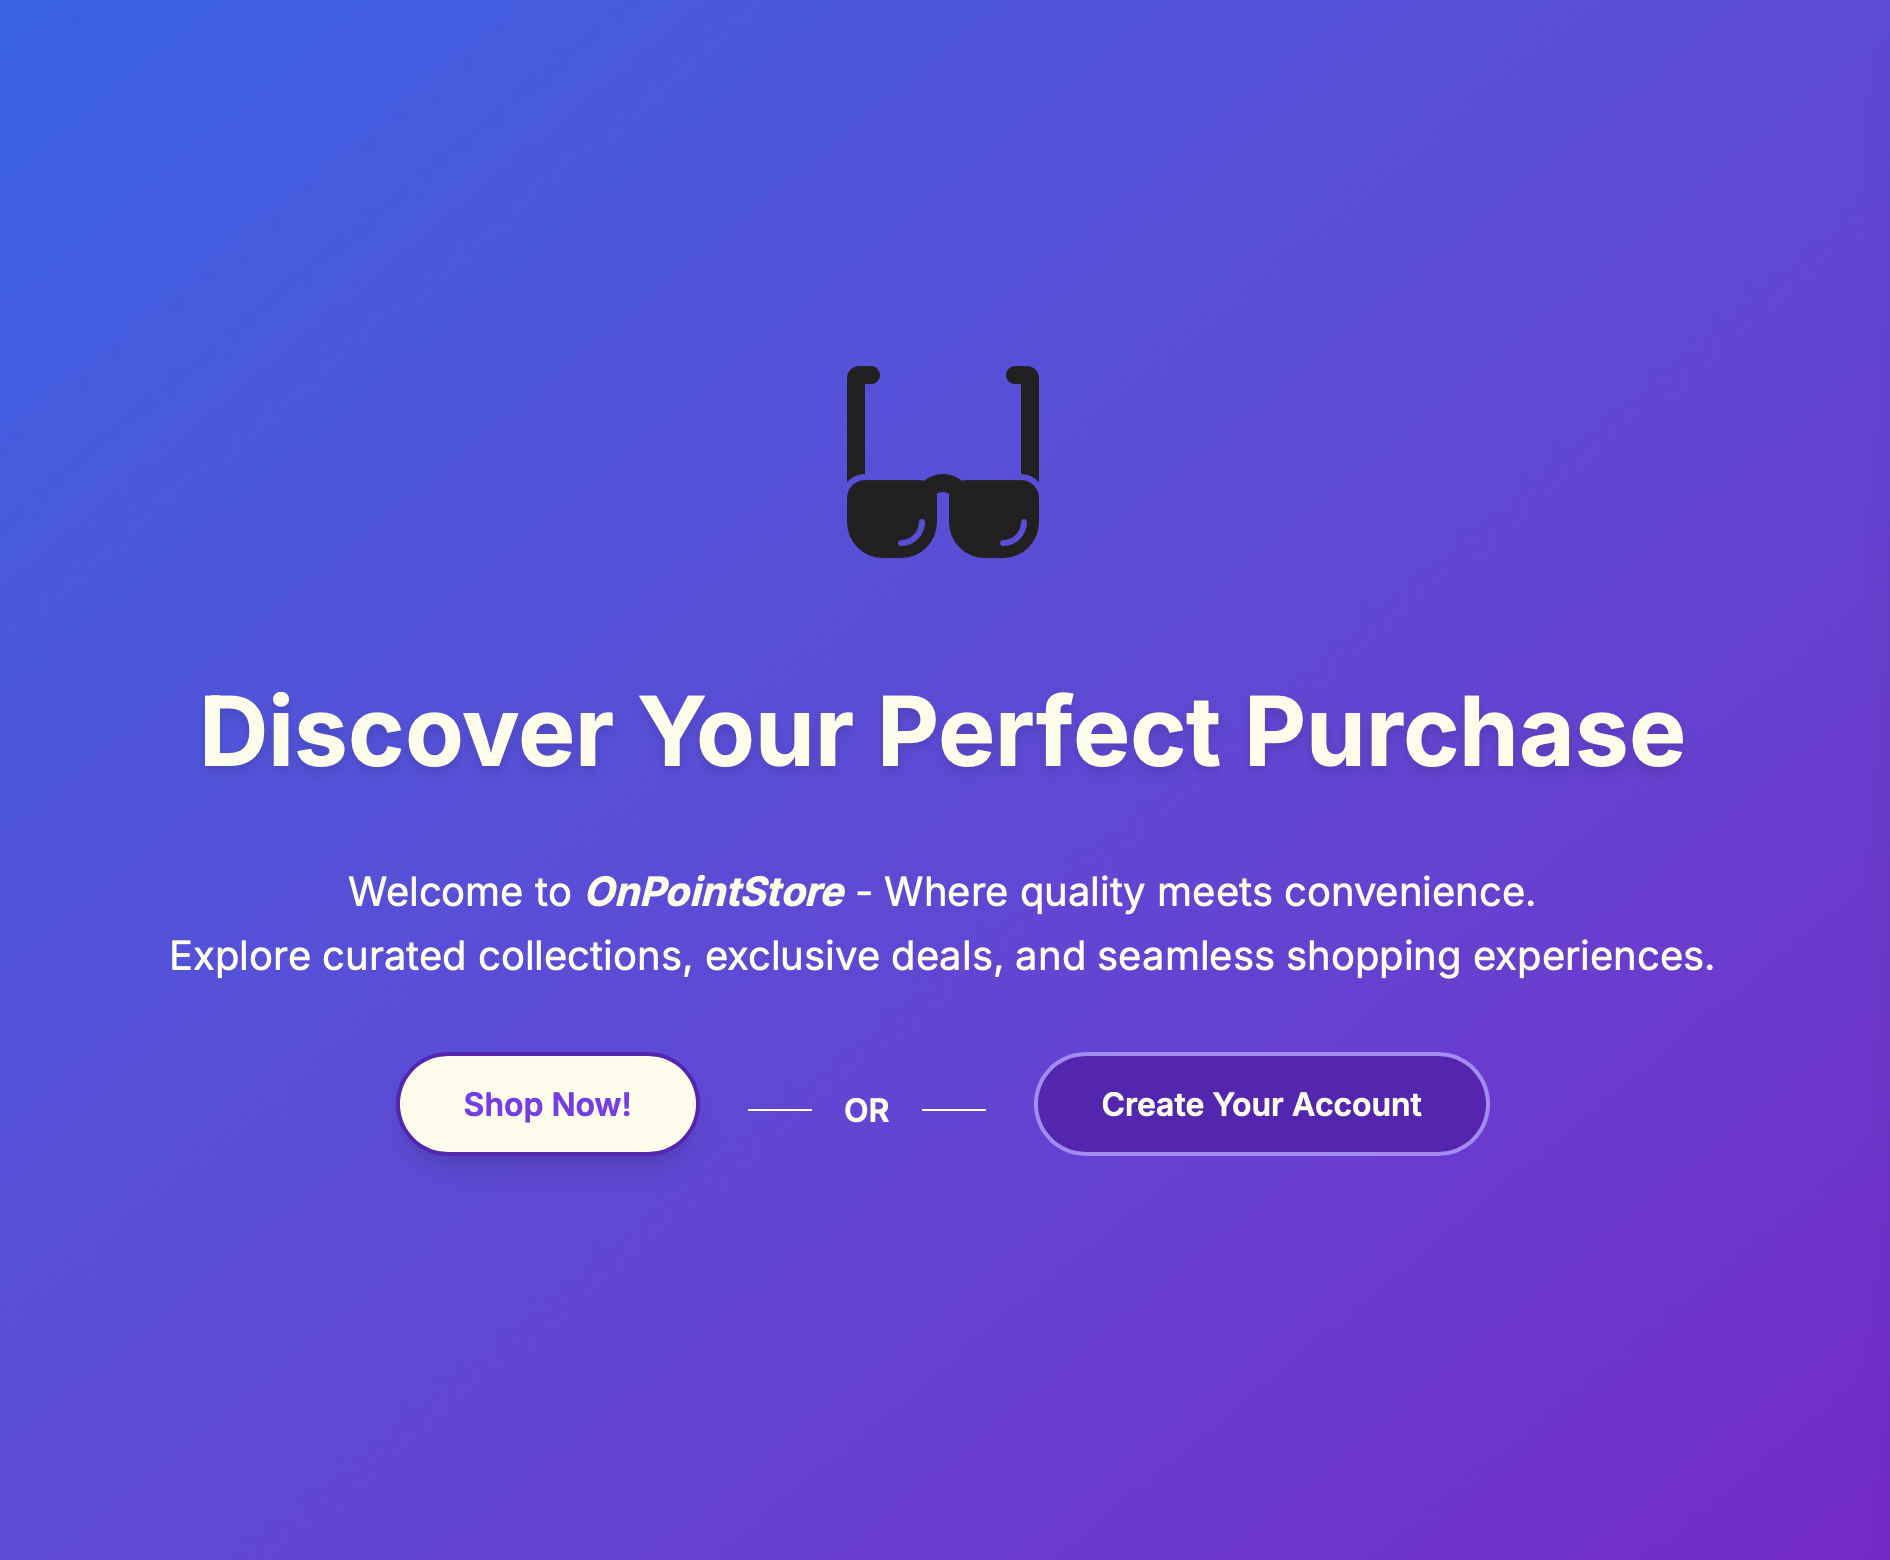 Discover Your Perfect Purchase
Welcome to OnPointStore - Where quality meets convenience.
Explore curated collections, exclusive deals, and seamless shopping experiences.
Shop Now!
OR
Create Your Account